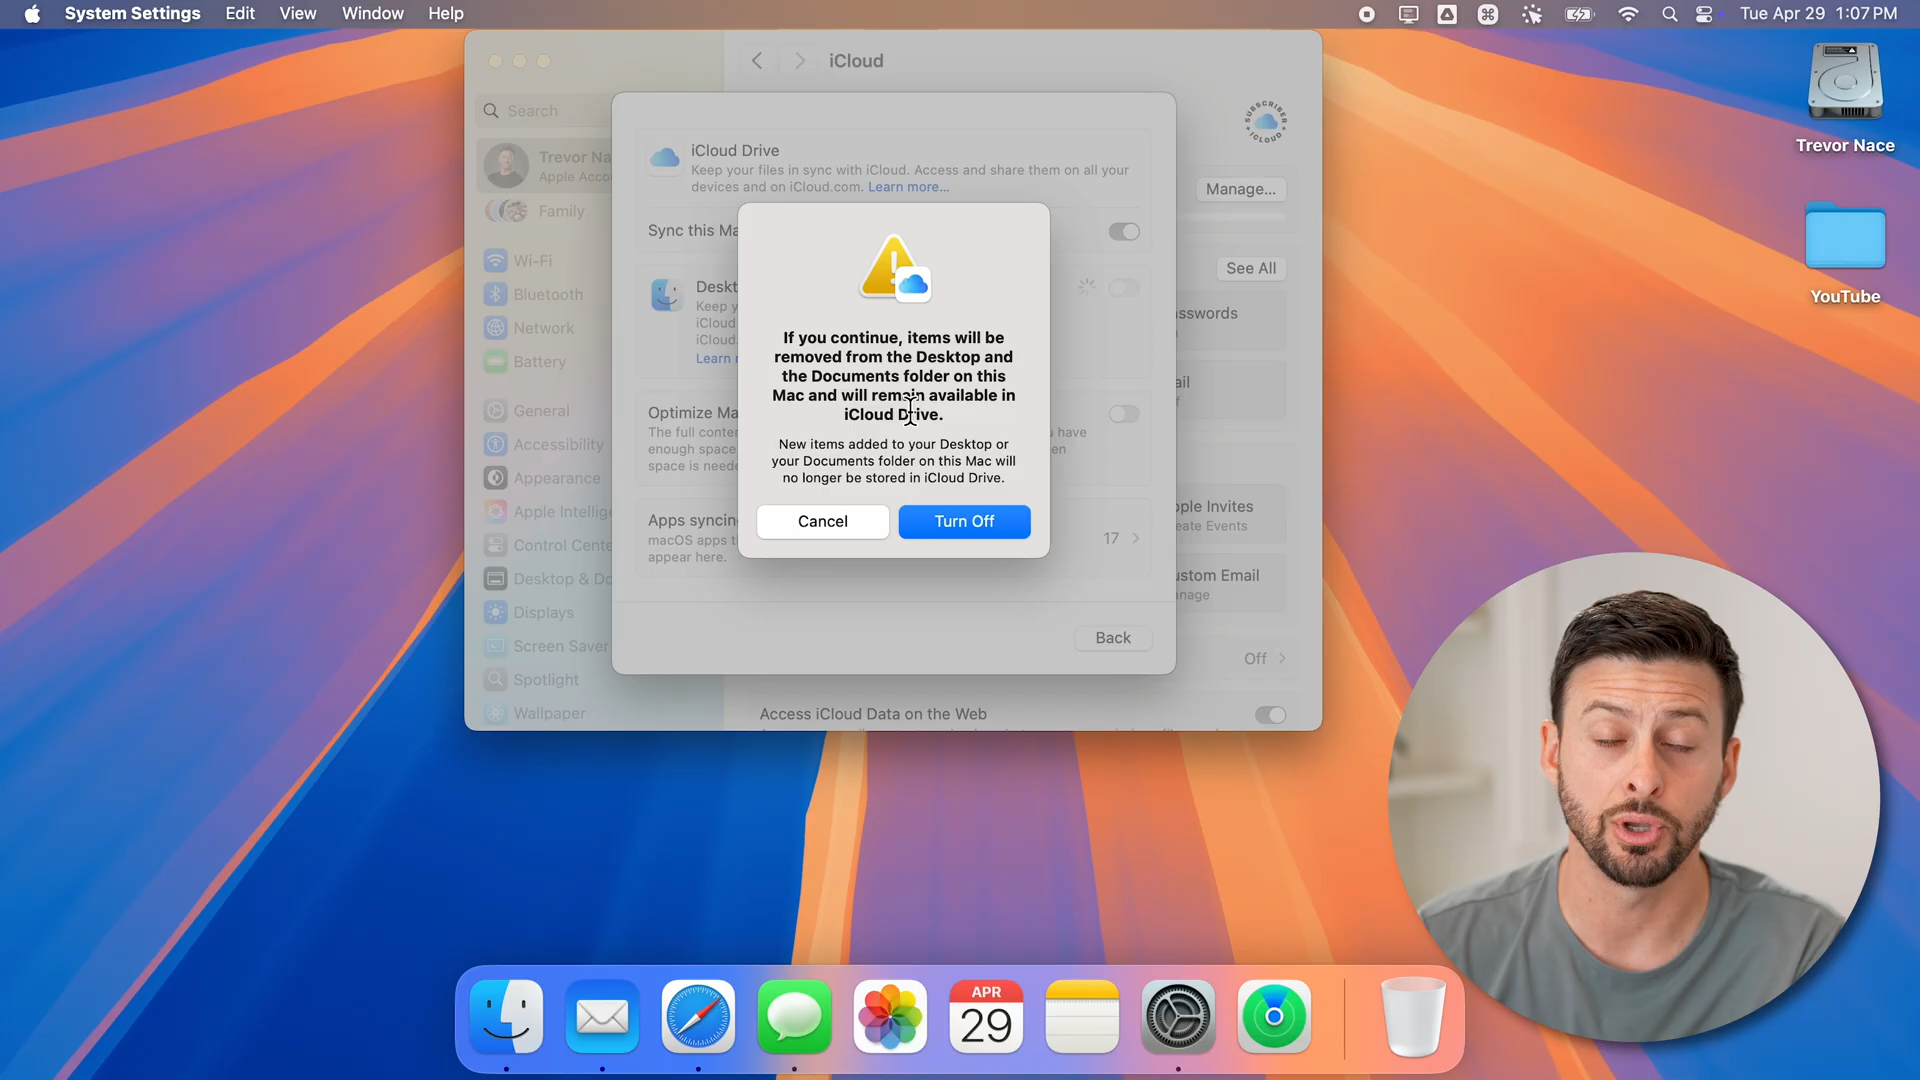 System Settings Edit View Window Help
Tue Apr 29 1:07 PM
iCloud
Search
SUBSCRIBER
ICLOUD
Trevor Na
Apple Acco
Trevor Nace
Family
Manage...
iCloud Drive
Keep your files in sync with iCloud. Access and share them on all your
devices and on iCloud.com. Learn more...
Sync this Ma
See All
Wi-Fi
Bluetooth
Network
Battery
YouTube
Deskt
Keep y
iCloud
iCloud.
Learn r
sswords
If you continue, items will be
removed from the Desktop and
the Documents folder on this
Mac and will remain available in
iCloud Drive.
New items added to your Desktop or
your Documents folder on this Mac will
no longer be stored in iCloud Drive.
Cancel Turn Off
ail
General
Accessibility
Appearance
Apple Intellig
Control Cente
Desktop & Do
Displays
Screen Saver
Spotlight
Wallpaper
Optimize Ma
The full conten
have
enough space
en
space is neede
Apps syncin
macOS apps t
appear here.
17
ple Invites
eate Events
ustom Email
nage
Back
Off
Access iCloud Data on the Web
APR
29